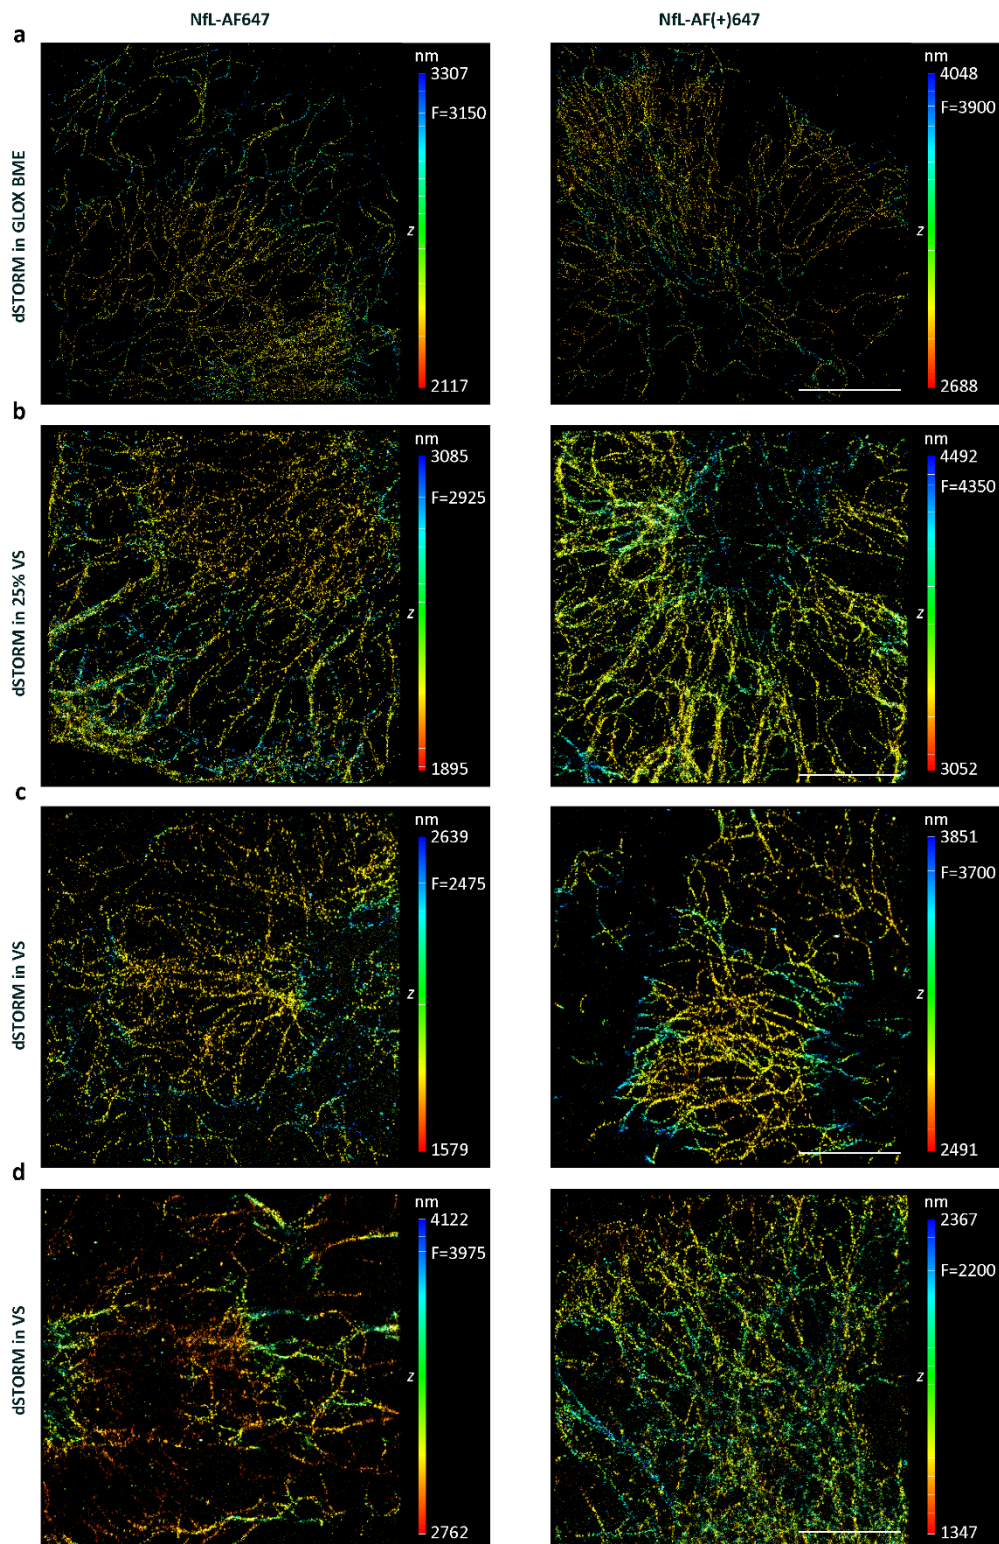 NfL-AF647
NfL-AF(+)647
a
dSTORM in GLOX BME
nm
3307
F=3150
z
2117
nm
4048
F=3900
z
2688
b
dSTORM in 25% VS
nm
3085
F=2925
z
1895
nm
4492
F=4350
z
3052
c
dSTORM in VS
nm
2639
F=2475
z
1579
nm
3851
F=3700
z
2491
d
dSTORM in VS
nm
4122
F=3975
z
2762
nm
2367
F=2200
z
1347